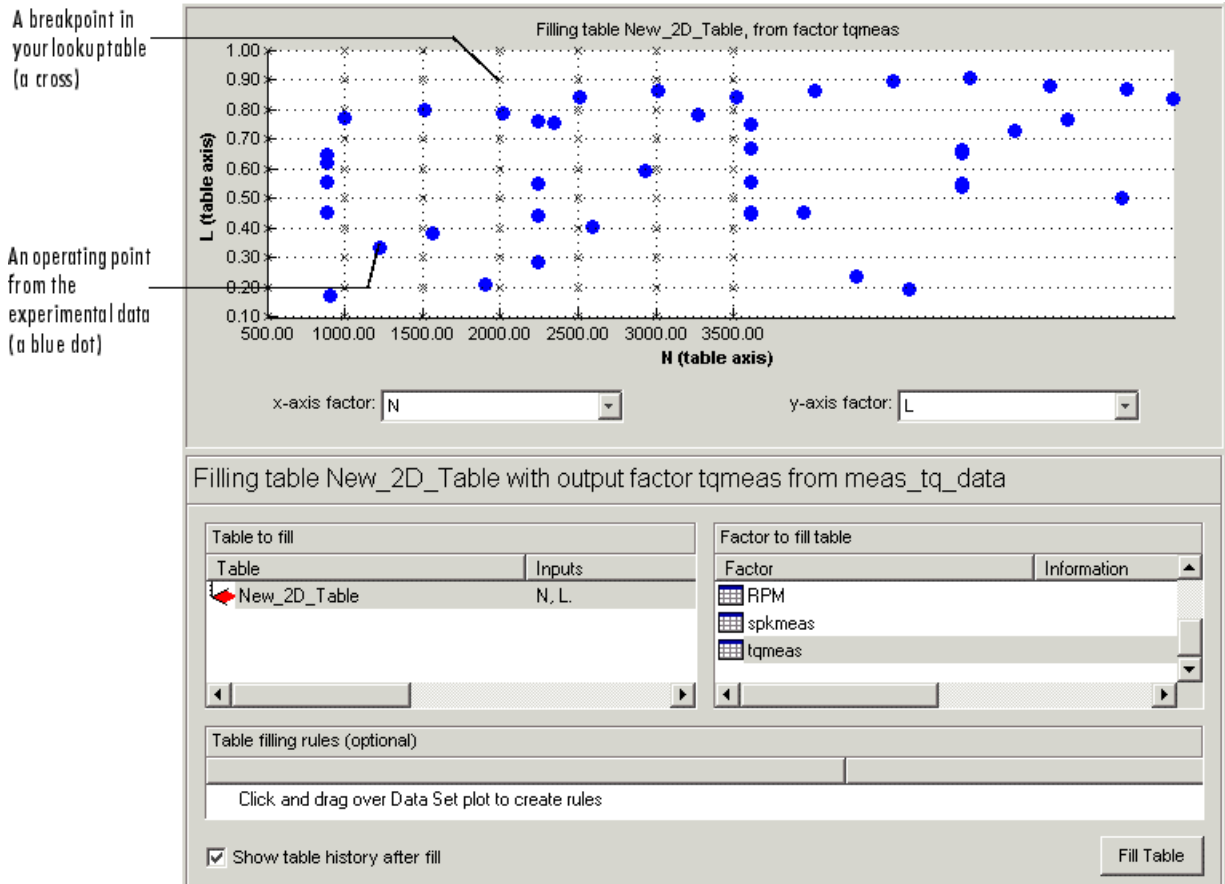 A breakpoint in
your lookup table
(a cross)
An operating point
from the
experimental data
(a blue dot)
Filling table New_2D_Table, from factor tqmeas
L (table axis)
1.00
0.90
0.80
0.70
0.60
0.50
0.40
0.30
0.20
0.10
500.00 1000.00 1500.00 2000.00 2500.00 3000.00 3500.00
N (table axis)
x-axis factor: N
y-axis factor: L
Filling table New_2D_Table with output factor tqmeas from meas_tq_data
Table to fill
Table Inputs
New_2D_Table N, L.
Factor to fill table
Factor Information
RPM
spkmeas
tqmeas
Table filling rules (optional)
Click and drag over Data Set plot to create rules
Show table history after fill
Fill Table